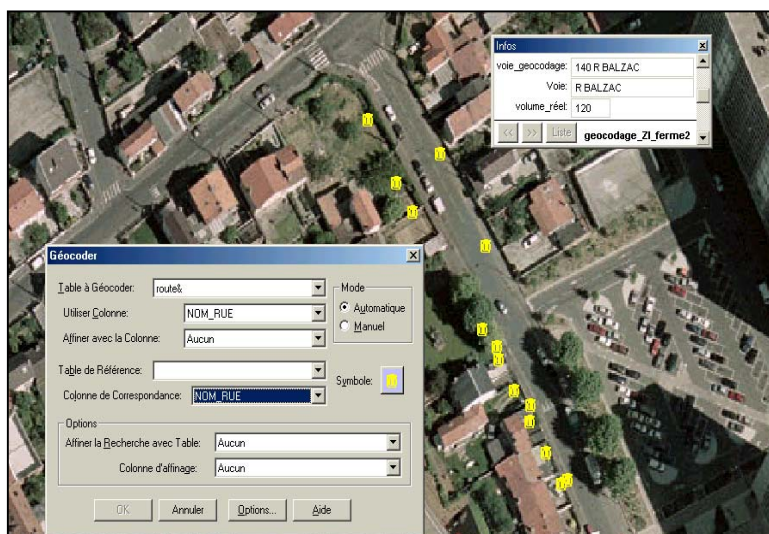 Infos
voie_geocodage: 140 R BALZAC
Voie: R BALZAC
volume_réel: 120
<< >> Liste geocodage_ZI_ferme2
Géocoder
Table à Géocoder: route&
Utiliser Colonne: NOM_RUE
Affiner avec la Colonne: Aucun
Mode
Automatique
Manuel
Table de Référence:
Colonne de Correspondance: NOM_RUE
Symbole:
Options
Affiner la Recherche avec Table: Aucun
Colonne d'affinage: Aucun
OK Annuler Options... Aide